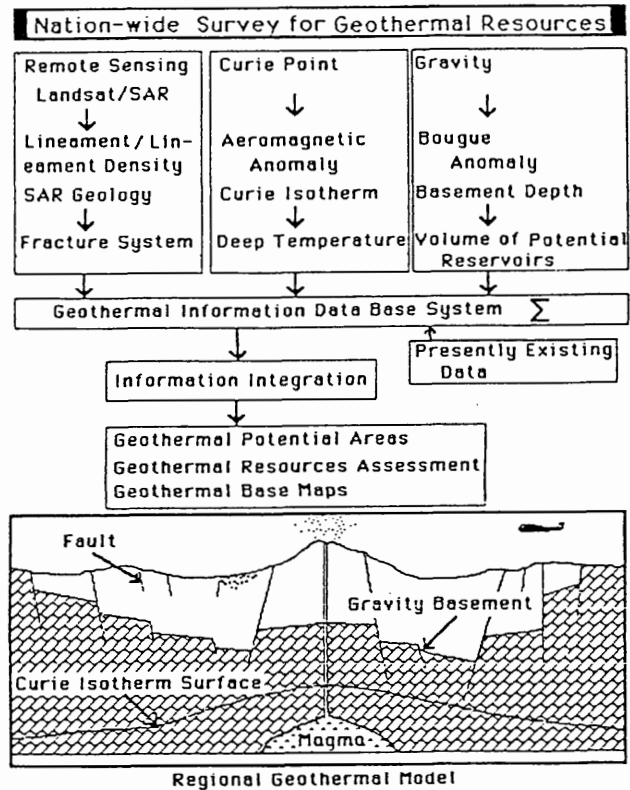 Nation-wide Survey for Geothermal Resources
Remote Sensing
Landsat/SAR
Lineament/Lin-
eament Density
SAR Geology
Fracture System
Curie Point
Aeromagnetic
Anomaly
Curie Isotherm
Deep Temperature
Gravity
Bougue
Anomaly
Basement Depth
Volume of Potential
Reservoirs
Geothermal Information Data Base System Σ
Presently Existing
Data
Information Integration
Geothermal Potential Areas
Geothermal Resources Assessment
Geothermal Base Maps
Fault
Gravity Basement
Curie Isotherm Surface
Magma
Regional Geothermal Model